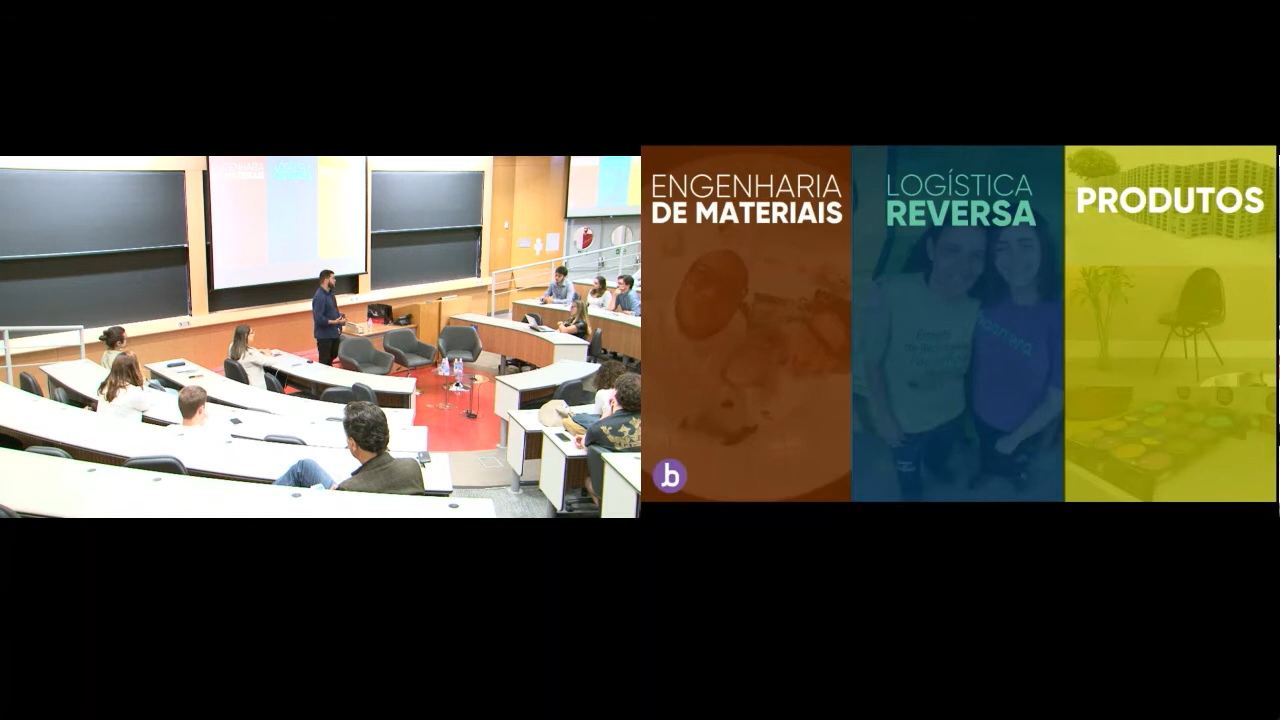 ENGENHARIA
DE MATERIAIS
LOGÍSTICA
REVERSA
PRODUTOS
b